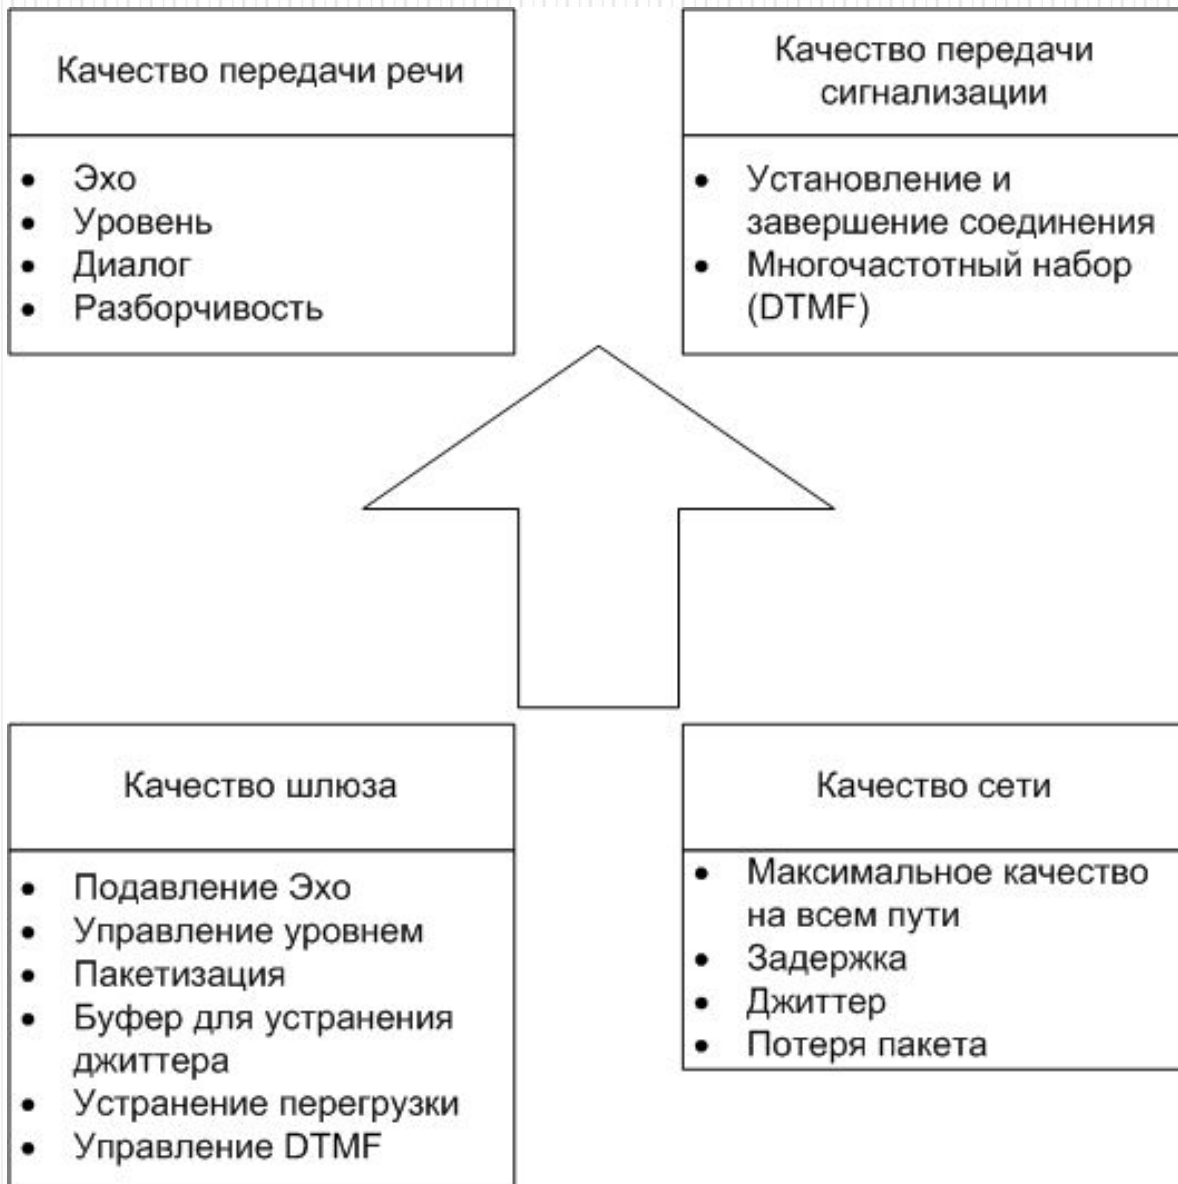 Качество передачи речи
• Эхо
• Уровень
• Диалог
• Разборчивость
Качество передачи
сигнализации
• Установление и
завершение соединения
• Многочастотный набор
(DTMF)
Качество шлюза
• Подавление Эхо
• Управление уровнем
• Пакетизация
• Буфер для устранения
джиттера
• Устранение перегрузки
• Управление DTMF
Качество сети
• Максимальное качество
на всем пути
• Задержка
• Джиттер
• Потеря пакета